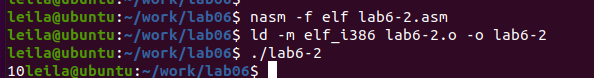 leila@ubuntu:~/work/lab06$ nasm -f elf lab6-2.asm
leila@ubuntu:~/work/lab06$ ld -m elf_i386 lab6-2.o -o lab6-2
leila@ubuntu:~/work/lab06$ ./lab6-2
10leila@ubuntu:~/work/lab06$